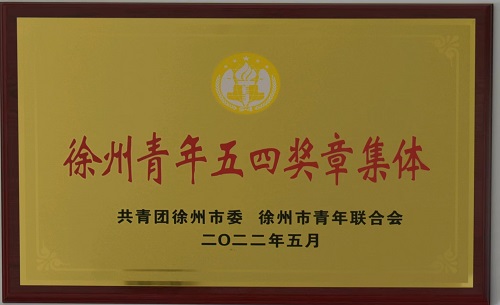 徐州青年五四奖章集体
共青团徐州市委 徐州市青年联合会
二〇二二年五月